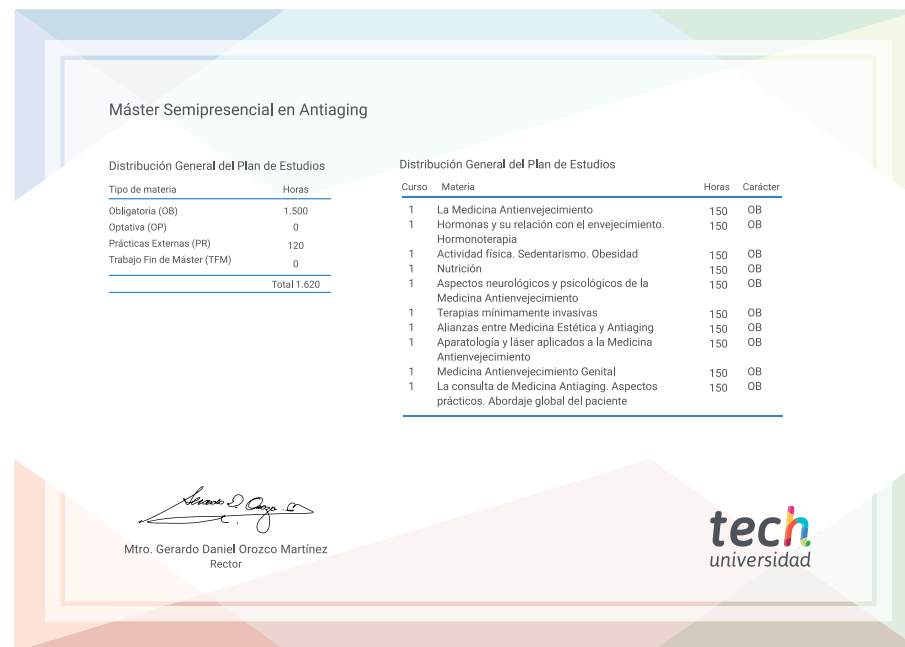 Máster Semipresencial en Antiaging
Distribución General del Plan de Estudios
Tipo de materia Horas
Obligatoria (OB) 1.500
Optativa (OP) 0
Prácticas Externas (PR) 120
Trabajo Fin de Máster (TFM) 0
Total 1.620
Distribución General del Plan de Estudios
Curso Materia Horas Carácter
1 La Medicina Antienvejecimiento 150 OB
1 Hormonas y su relación con el envejecimiento. 150 OB
Hormonoterapia
1 Actividad física. Sedentarismo. Obesidad 150 OB
1 Nutrición 150 OB
1 Aspectos neurológicos y psicológicos de la 150 OB
Medicina Antienvejecimiento
1 Terapias mínimamente invasivas 150 OB
1 Alianzas entre Medicina Estética y Antiaging 150 OB
1 Aparatología y láser aplicados a la Medicina 150 OB
Antienvejecimiento
1 Medicina Antienvejecimiento Genital 150 OB
1 La consulta de Medicina Antiaging. Aspectos 150 OB
prácticos. Abordaje global del paciente
Mtro. Gerardo Daniel Orozco Martínez
Rector
tech
universidad